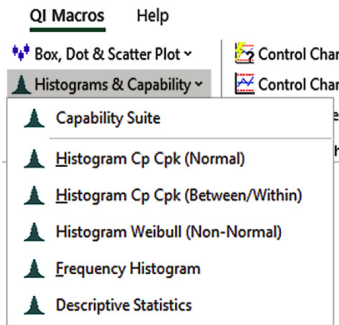 QI Macros Help
Box, Dot & Scatter Plot Control Char
Histograms & Capability Control Char
Capability Suite
Histogram Cp Cpk (Normal)
Histogram Cp Cpk (Between/Within)
Histogram Weibull (Non-Normal)
Frequency Histogram
Descriptive Statistics